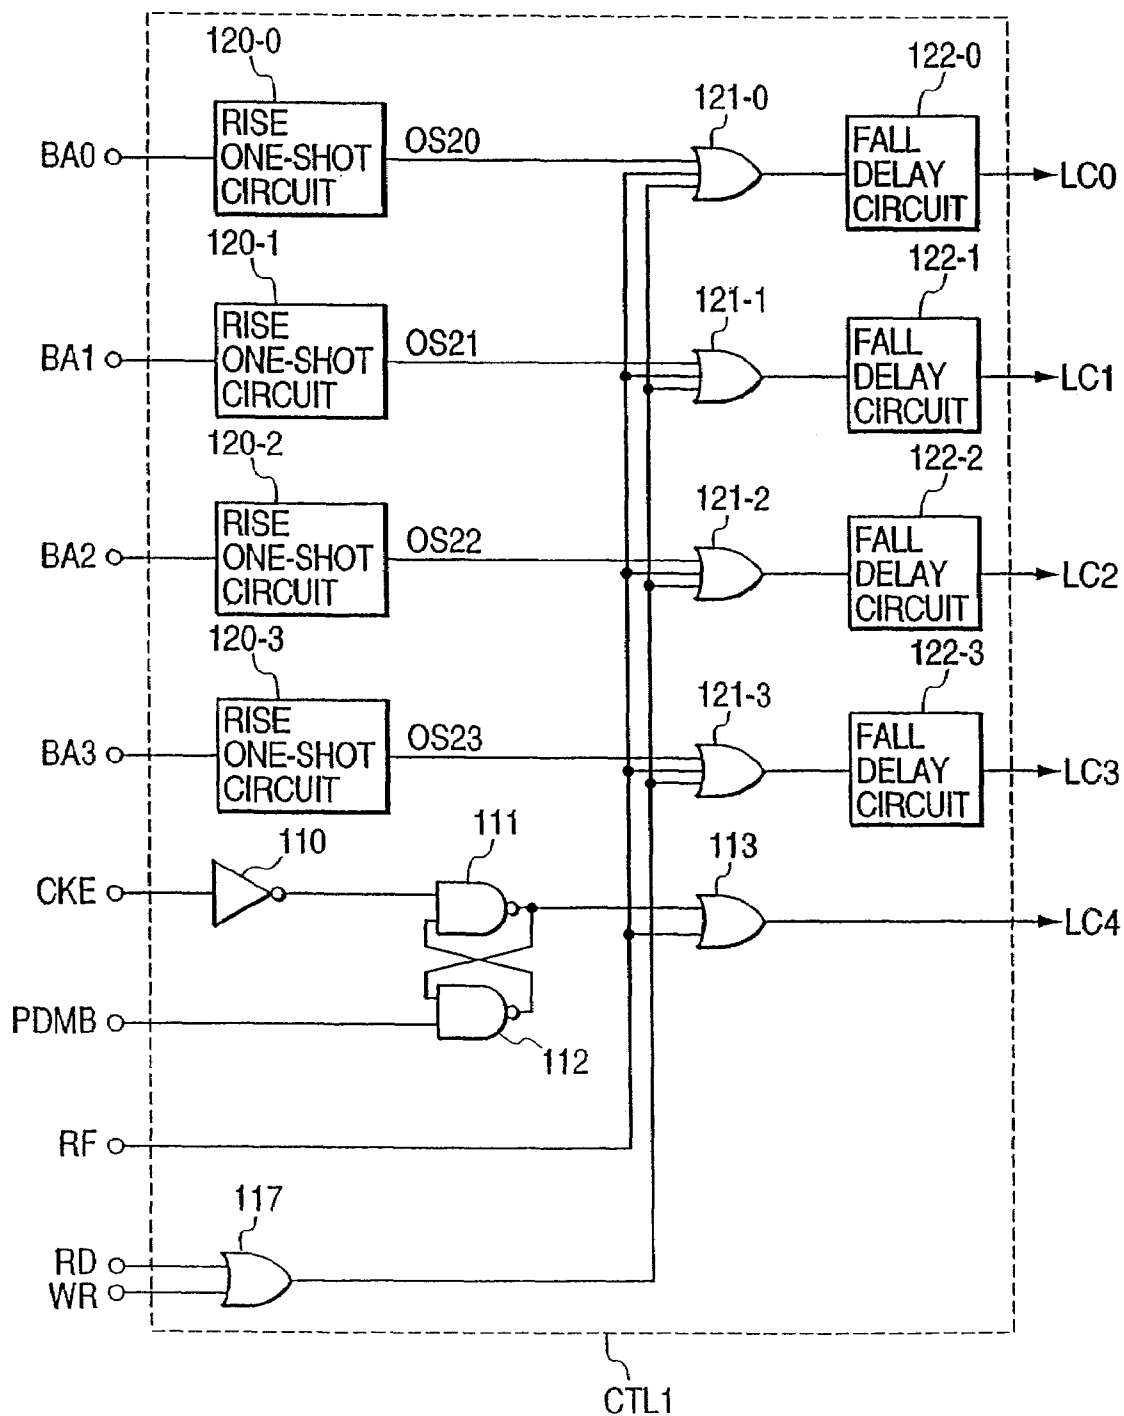 120-0
122-0
121-0
BA0
RISE
ONE-SHOT
CIRCUIT
OS20
FALL
DELAY
CIRCUIT
LC0
120-1
122-1
121-1
BA1
RISE
ONE-SHOT
CIRCUIT
OS21
FALL
DELAY
CIRCUIT
LC1
120-2
122-2
121-2
BA2
RISE
ONE-SHOT
CIRCUIT
OS22
FALL
DELAY
CIRCUIT
LC2
120-3
122-3
121-3
BA3
RISE
ONE-SHOT
CIRCUIT
OS23
FALL
DELAY
CIRCUIT
LC3
110
111
113
CKE
LC4
PDMB
112
RF
117
RD
WR
CTL1